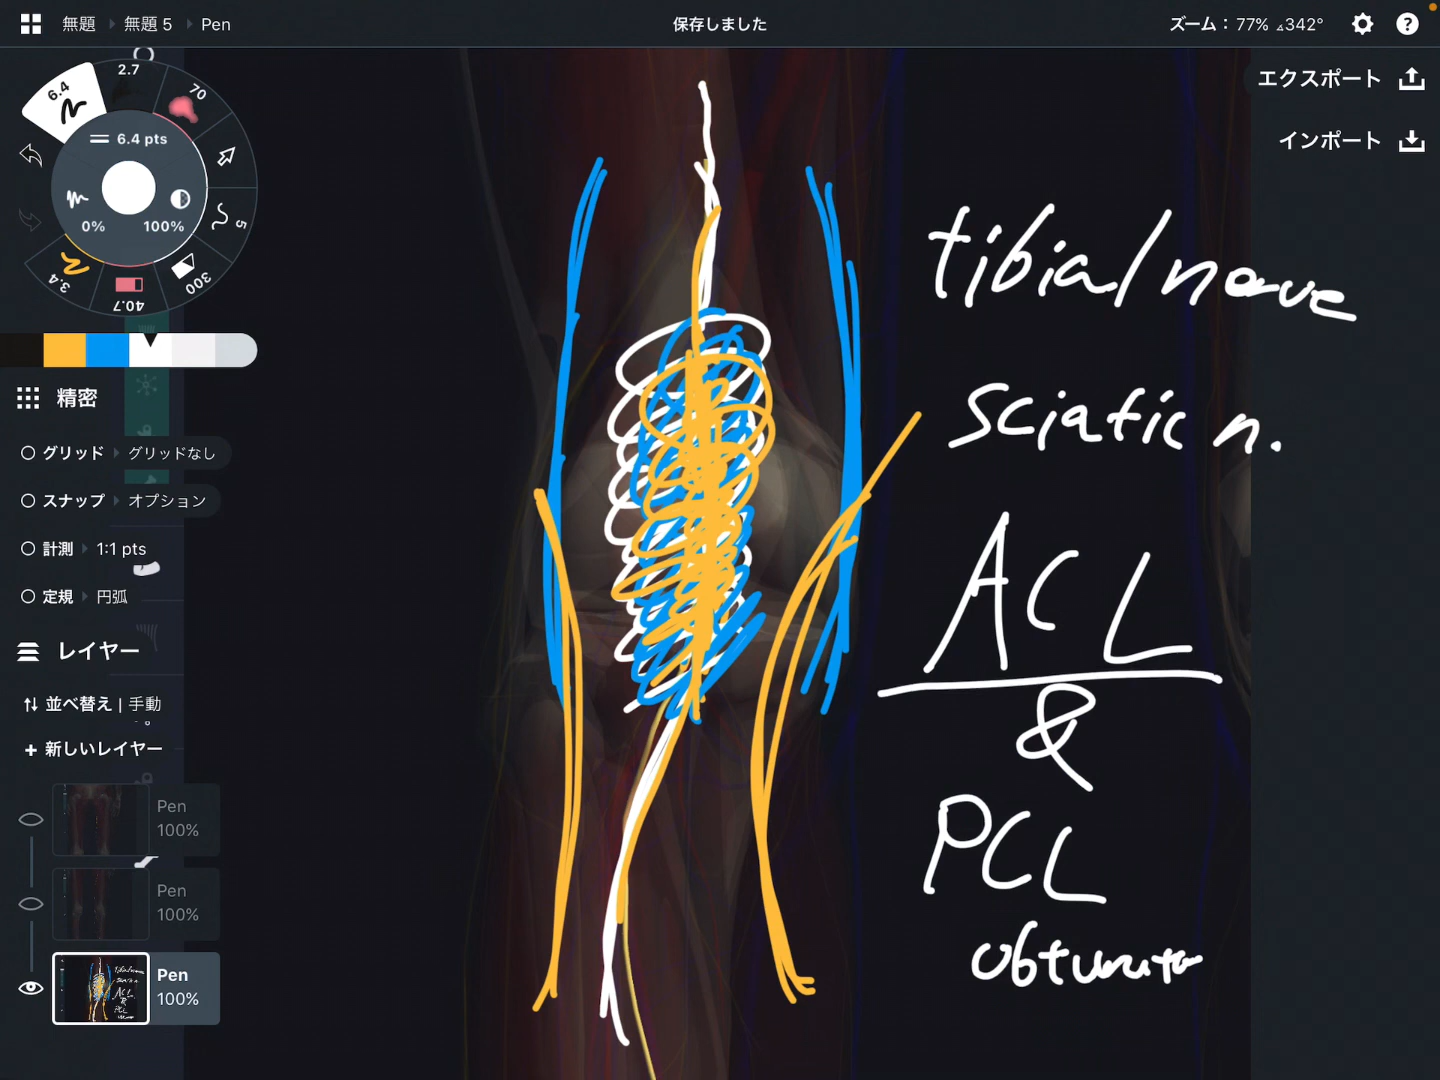 無題 無題 5 Pen
保存しました
ズーム： 77% ⊿342°
エクスポート
インポート
2.7
6.4
70
6.4 pts
5
0% 100%
3.4
40.7
300
精密
グリッド グリッドなし
スナップ オプション
計測 1:1 pts
定規 円弧
レイヤー
並べ替え | 手動
+ 新しいレイヤー
Pen
100%
Pen
100%
Pen
100%
tibial nerve
sciatic n.
ACL
&
PCL